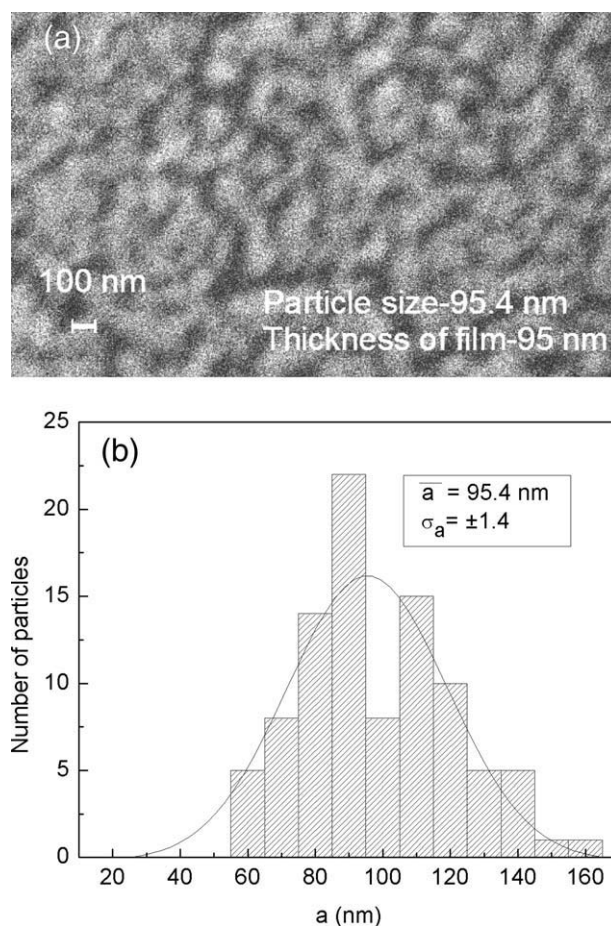 (a)
100 nm
Particle size-95.4 nm
Thickness of film-95 nm
(b)
25
20
15
10
5
0
Number of particles
a = 95.4 nm
σa= ±1.4
20 40 60 80 100 120 140 160
a (nm)